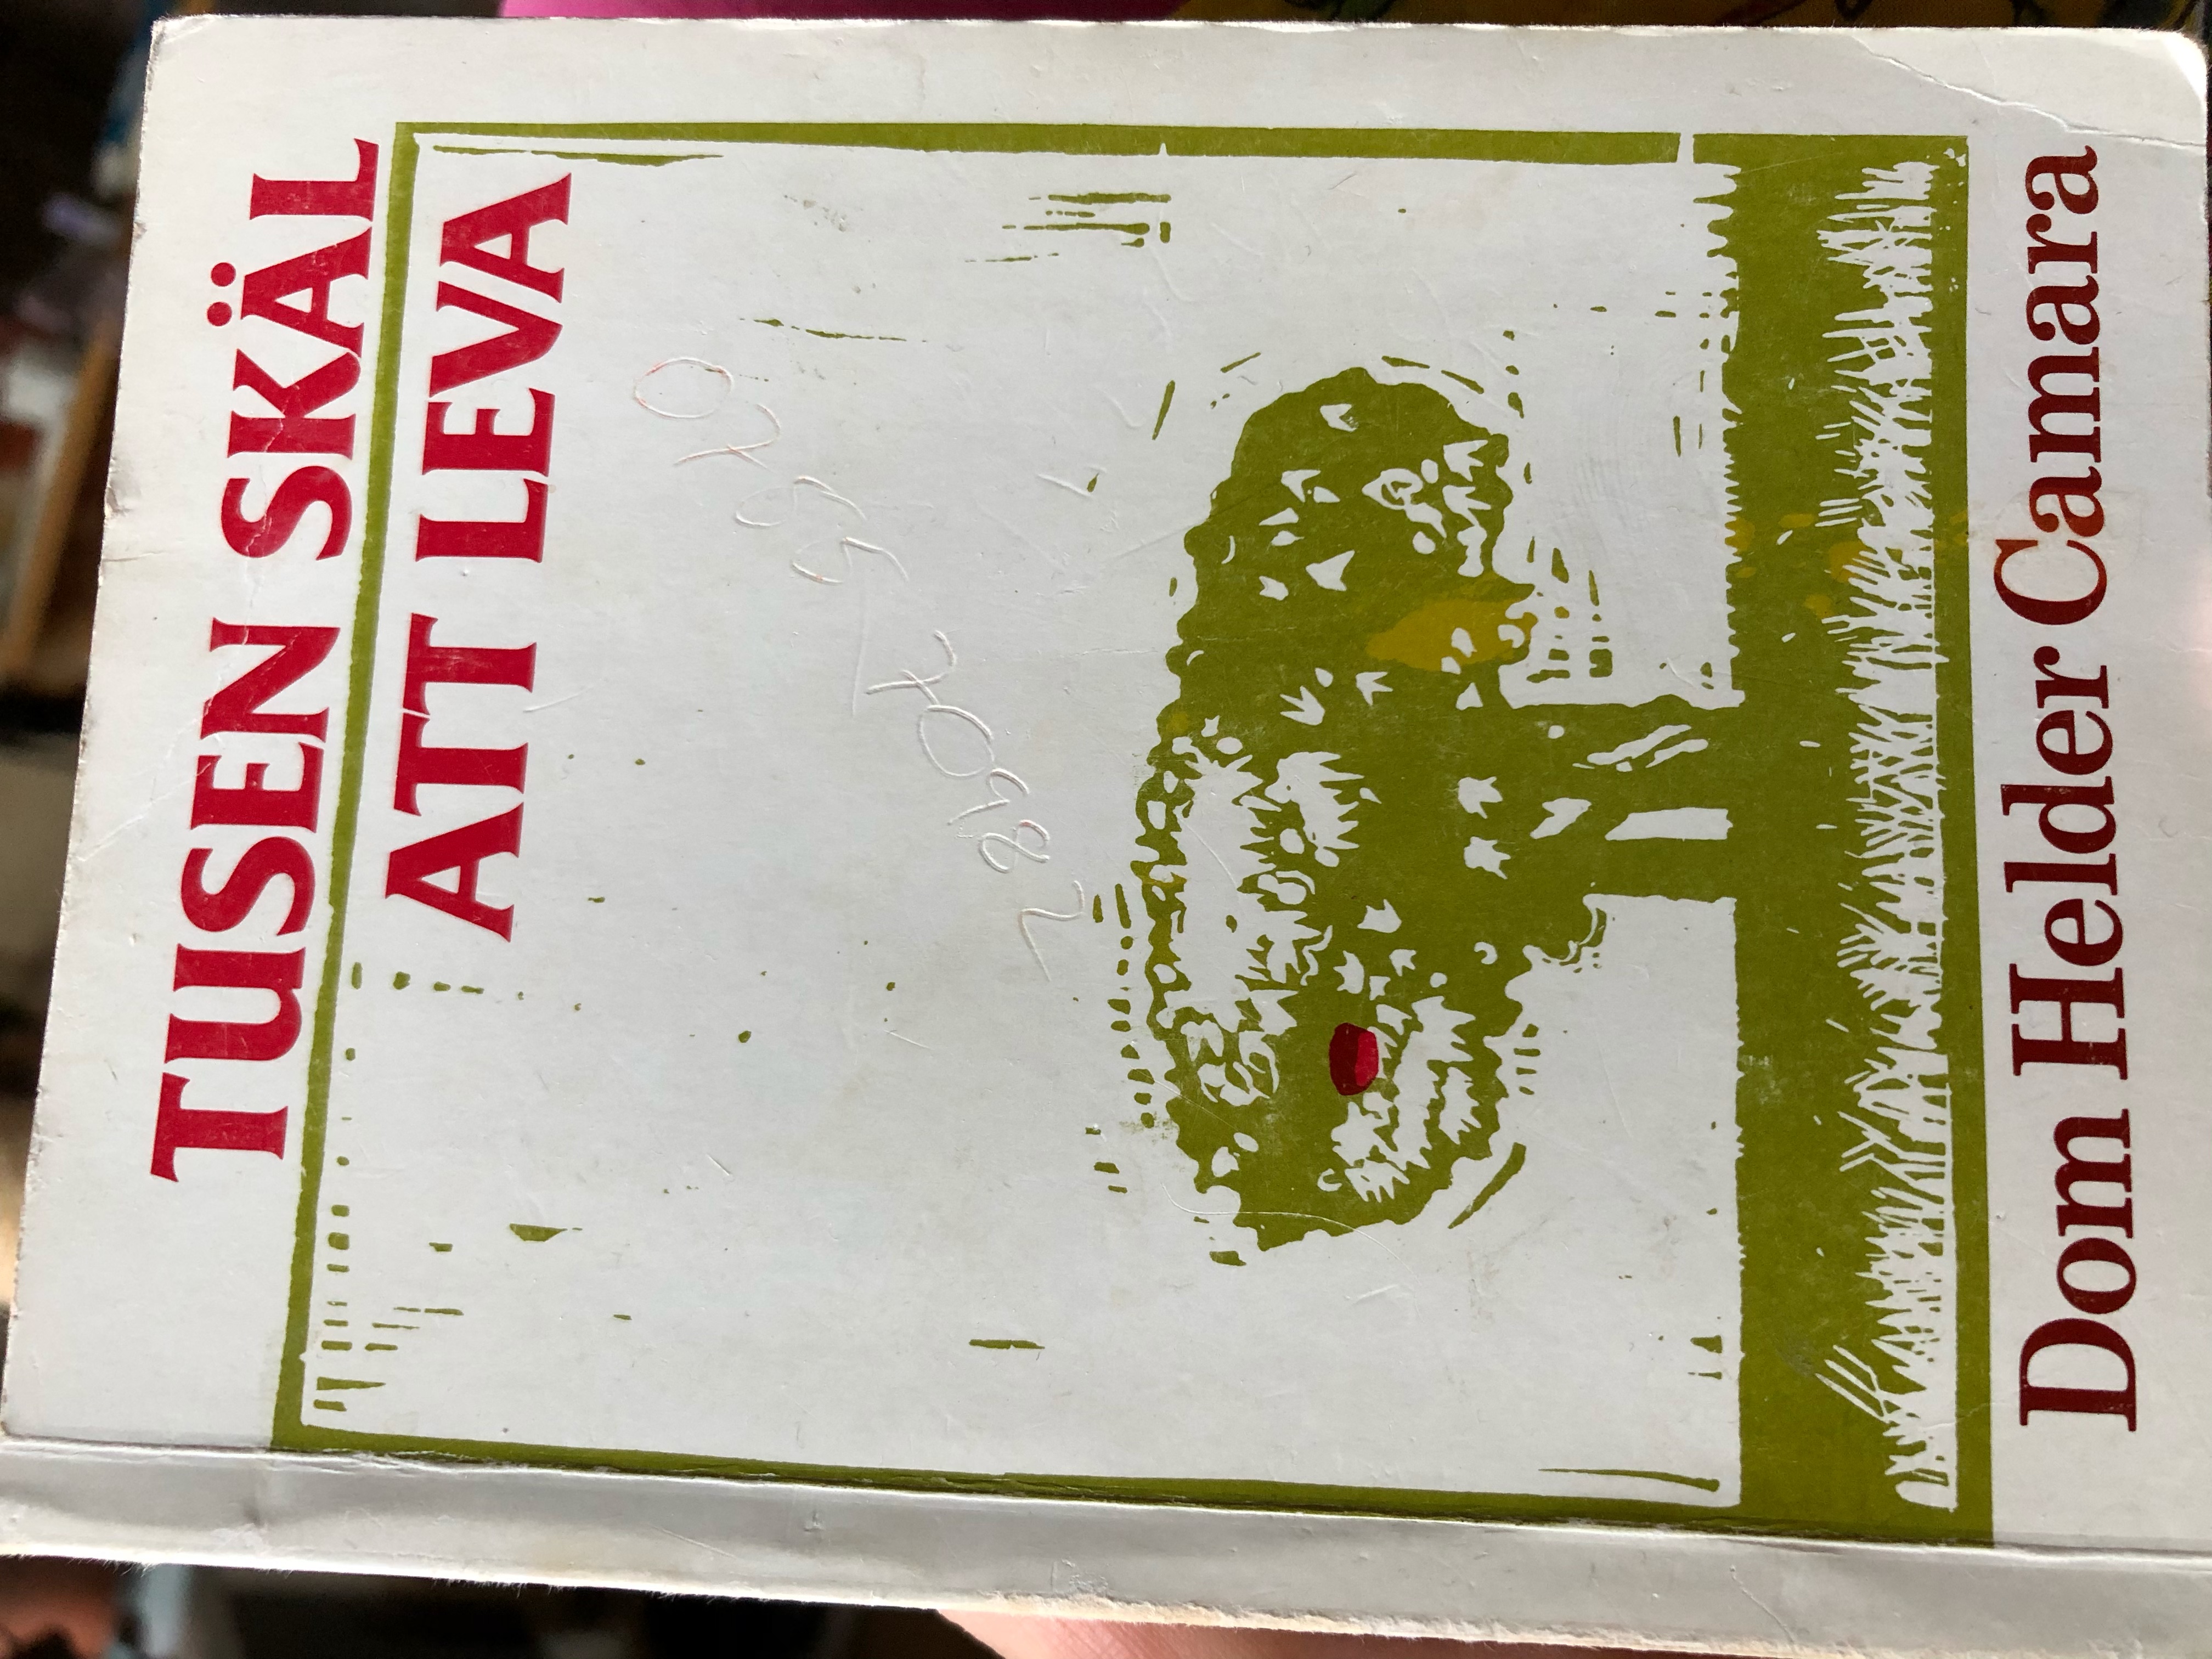 TUSEN SKÄL
ATT LEVA
Dom Helder Camara